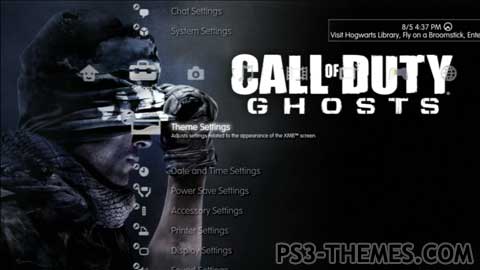 Chat Settings
8/5 4:37 PM
System Settings
Visit Hogwarts Library, Fly on a Broomstick, Ente
CALL OF DUTY
GHOSTS
Theme Settings
Adjusts settings related to the appearance of the XMB™ screen.
Date and Time Settings
Power Save Settings
Accessory Settings
Printer Settings
Display Settings
PS3-THEMES.COM